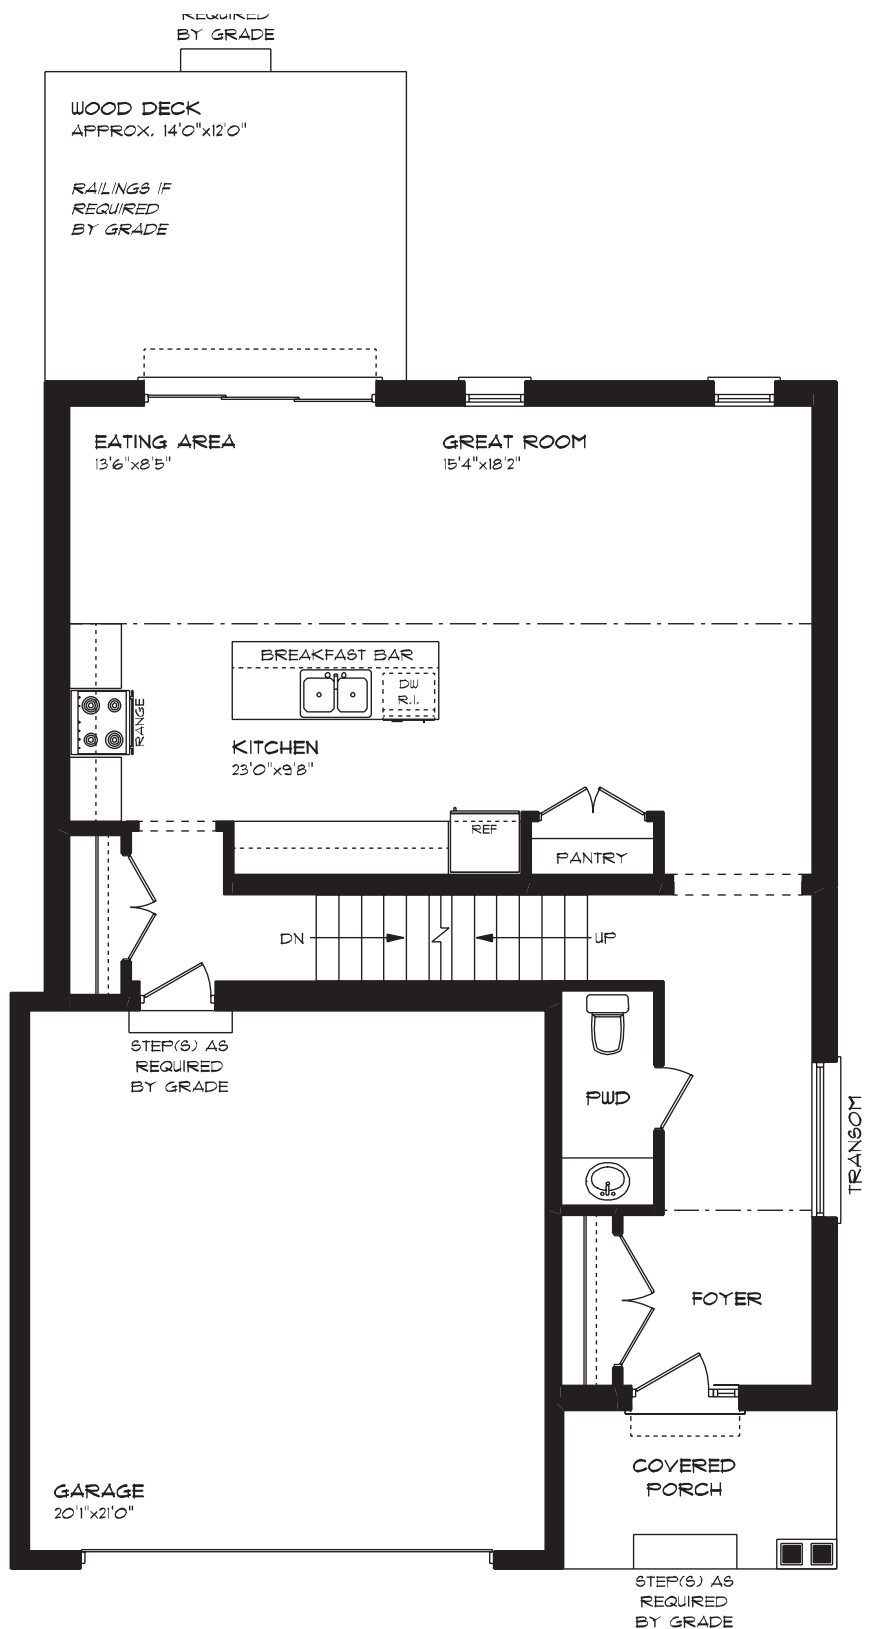 REQUIRED
BY GRADE
WOOD DECK
APPROX. 14'0"x12'0"
RAILINGS IF
REQUIRED
BY GRADE
EATING AREA
13'6"x8'5"
GREAT ROOM
15'4"x18'2"
BREAKFAST BAR
DW
R.I.
RANGE
KITCHEN
23'0"x9'8"
REF
PANTRY
DN
UP
STEP(S) AS
REQUIRED
BY GRADE
PWD
TRANSOM
FOYER
GARAGE
20'1"x21'0"
COVERED
PORCH
STEP(S) AS
REQUIRED
BY GRADE